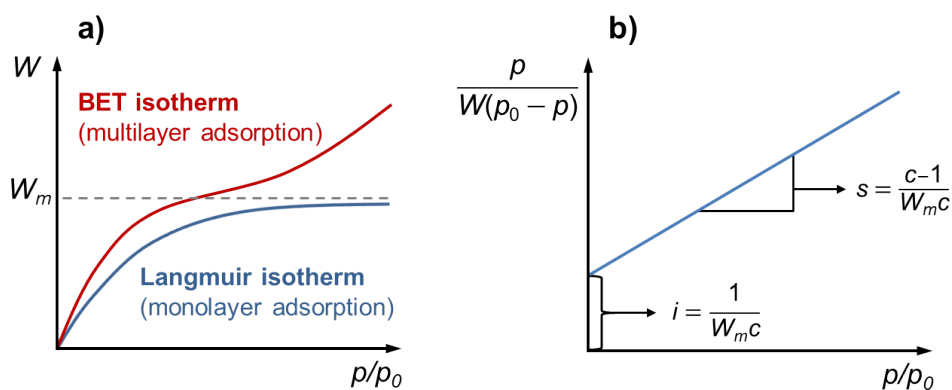 a)
W
BET isotherm
(multilayer adsorption)
W_m
Langmuir isotherm
(monolayer adsorption)
p/p_0
b)
p
W(p_0 – p)
s = c–1
W_m c
i = 1
W_m c
p/p_0